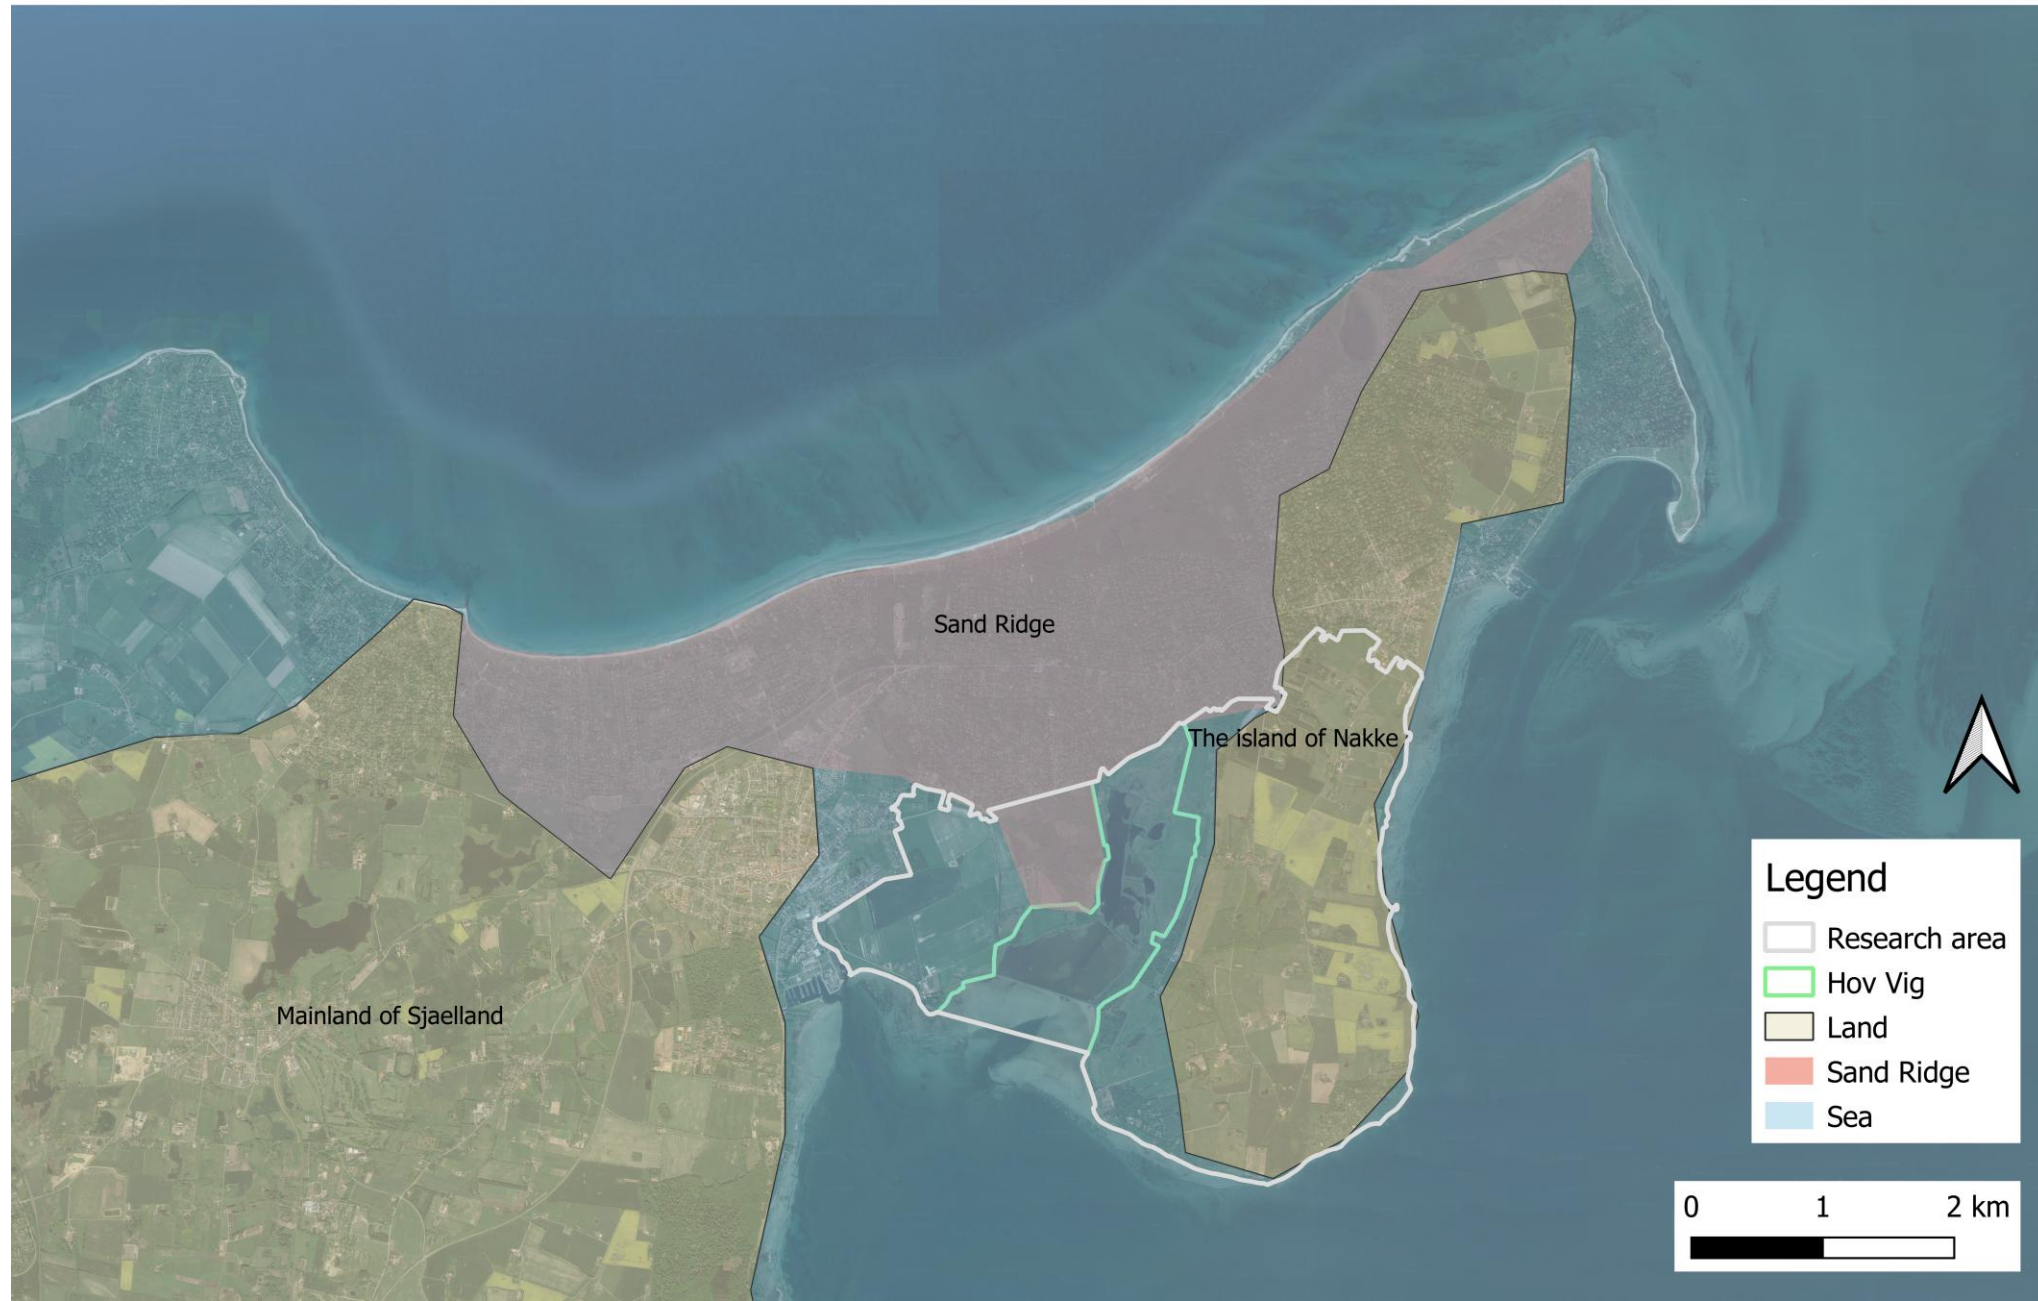 Sand Ridge
The island of Nakke
Mainland of Sjaelland
Legend
Research area
Hov Vig
Land
Sand Ridge
Sea
0 1 2 km